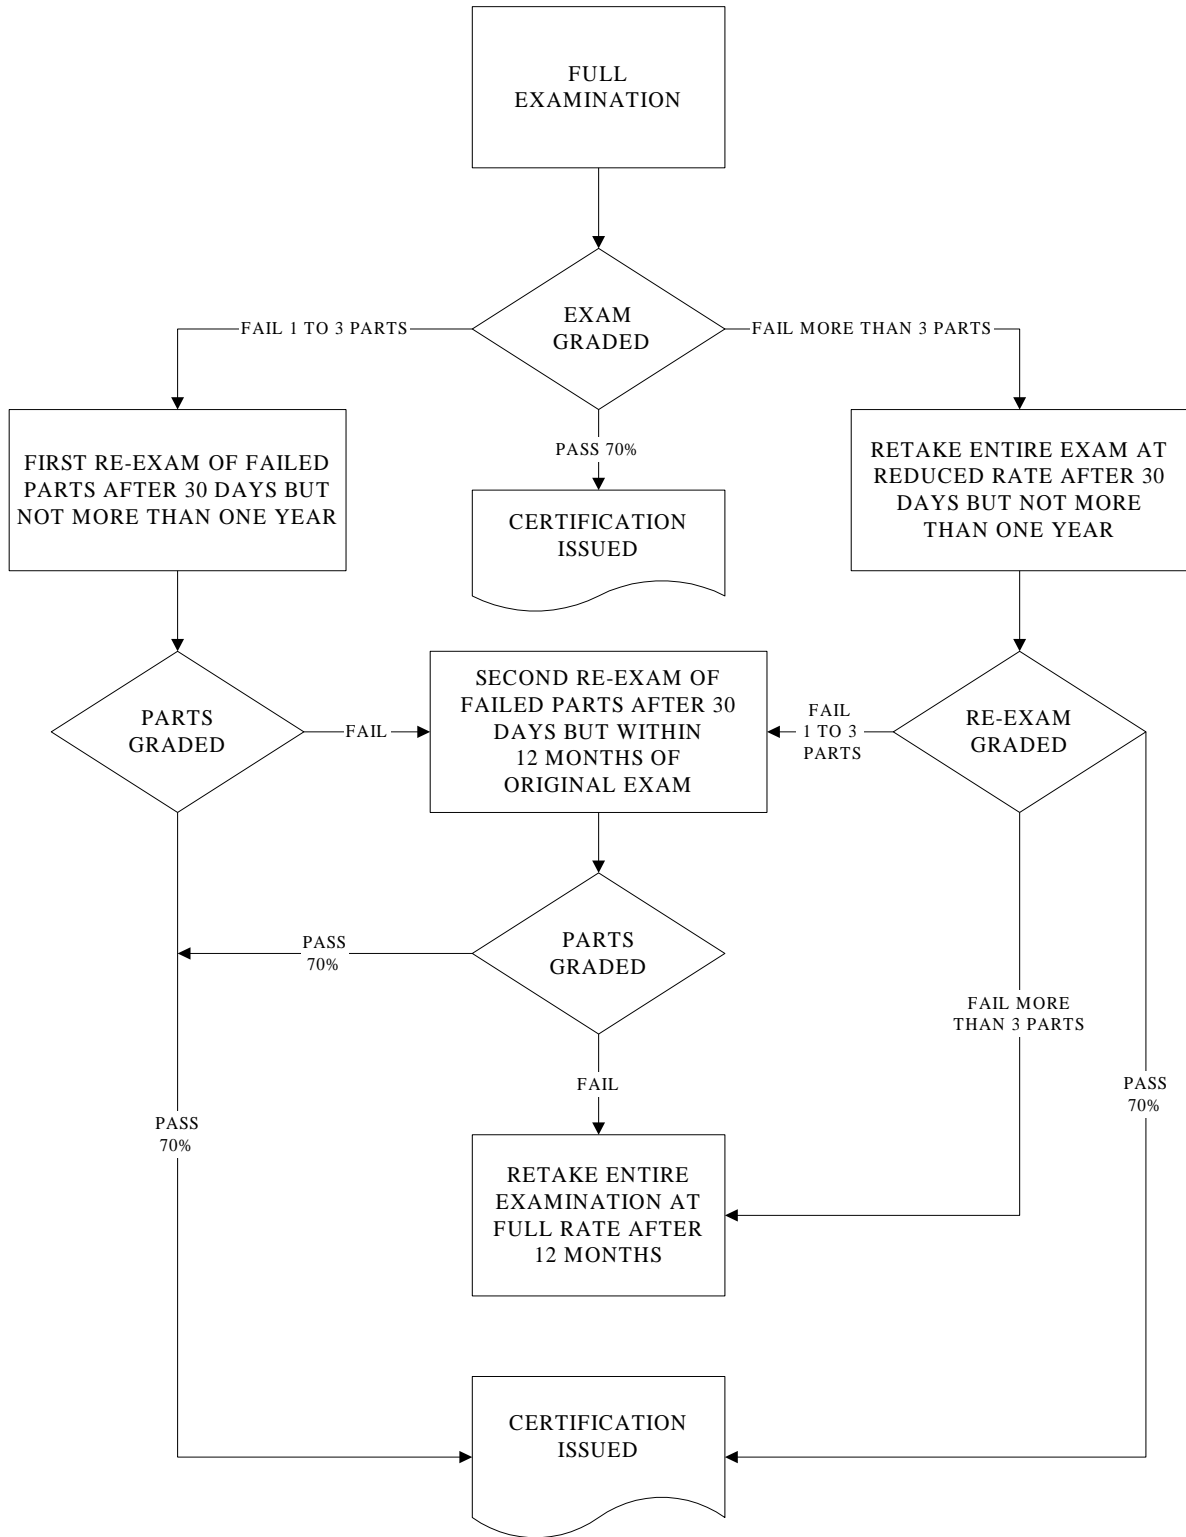 FULL
EXAMINATION
EXAM
GRADED
FAIL 1 TO 3 PARTS
FAIL MORE THAN 3 PARTS
PASS 70%
FIRST RE-EXAM OF FAILED
PARTS AFTER 30 DAYS BUT
NOT MORE THAN ONE YEAR
CERTIFICATION
ISSUED
RETAKE ENTIRE EXAM AT
REDUCED RATE AFTER 30
DAYS BUT NOT MORE
THAN ONE YEAR
PARTS
GRADED
FAIL
SECOND RE-EXAM OF
FAILED PARTS AFTER 30
DAYS BUT WITHIN
12 MONTHS OF
ORIGINAL EXAM
FAIL
1 TO 3
PARTS
RE-EXAM
GRADED
PASS
70%
PARTS
GRADED
FAIL MORE
THAN 3 PARTS
FAIL
PASS
70%
PASS
70%
RETAKE ENTIRE
EXAMINATION AT
FULL RATE AFTER
12 MONTHS
CERTIFICATION
ISSUED